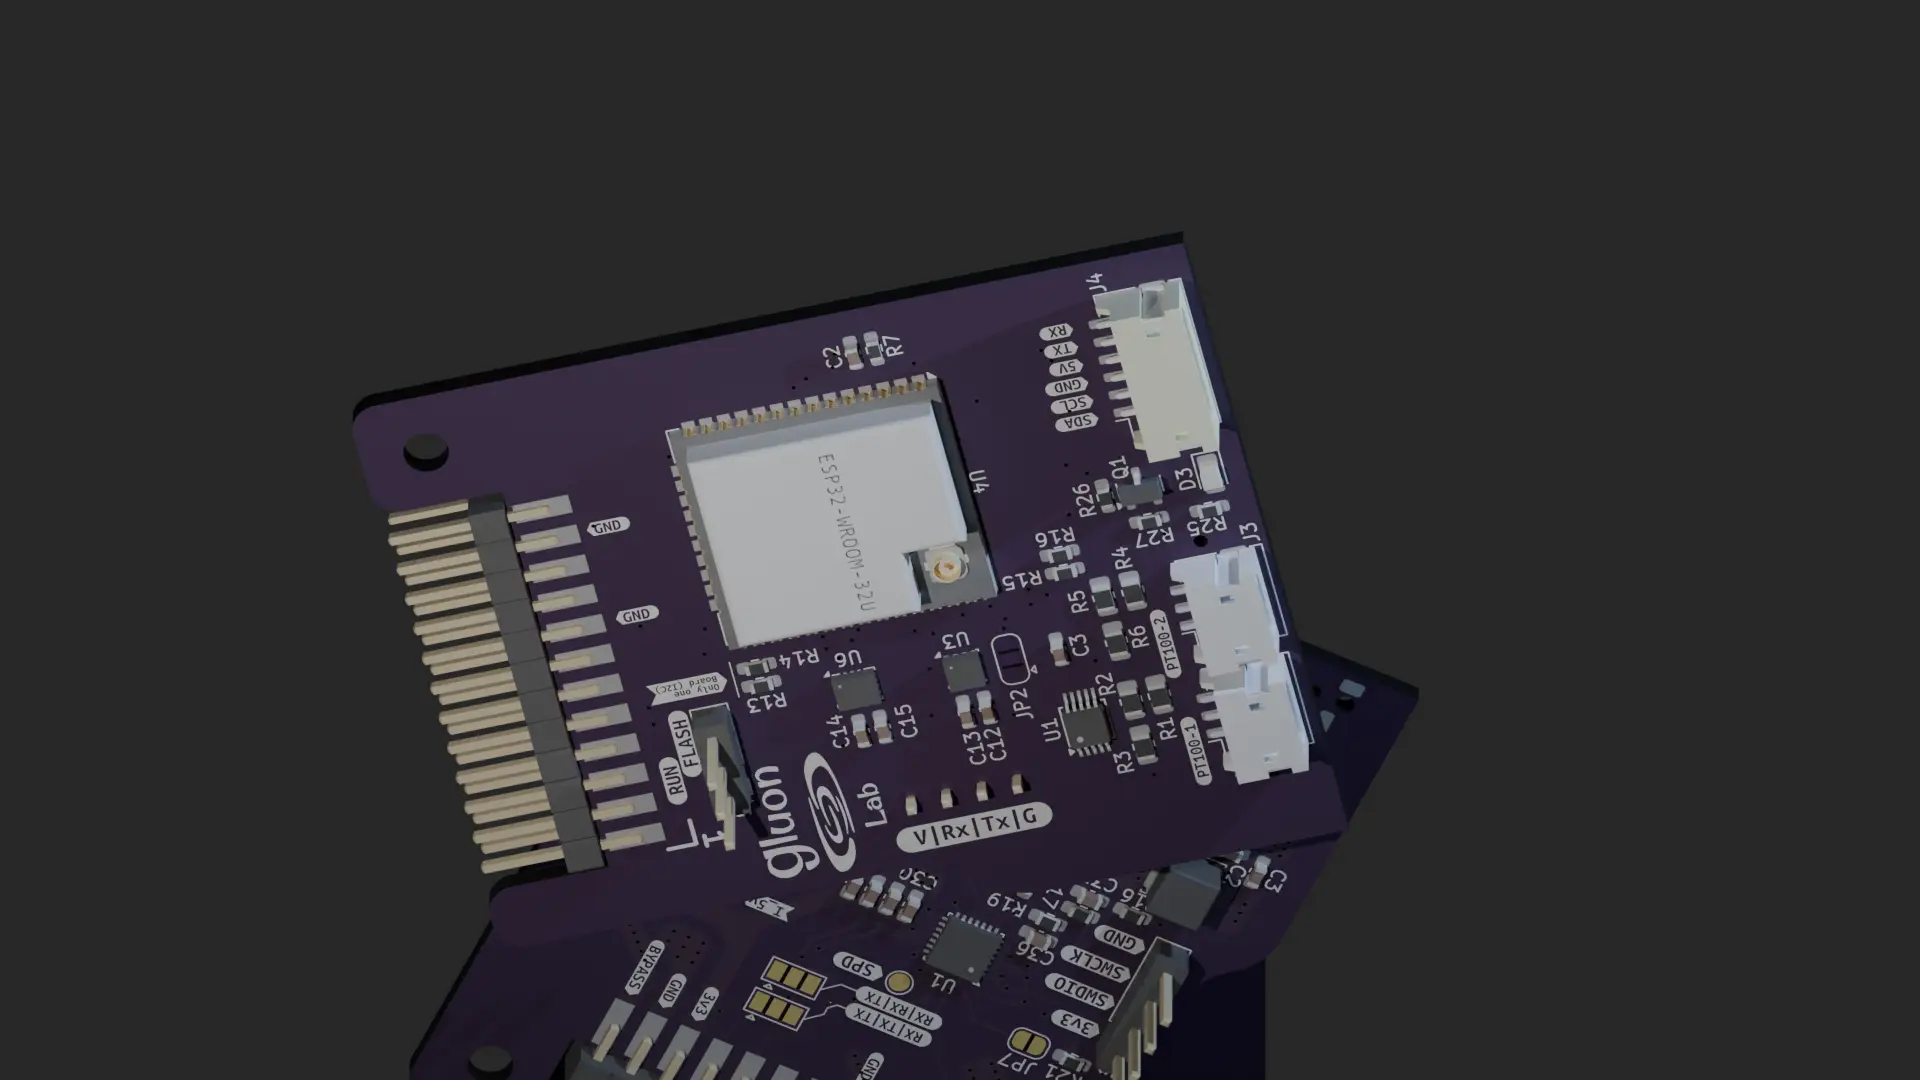 J4
RX
TX
5V
GND
SCL
SDA
C2
R7
ESP32-WROOM-32U
U4
Q1
D3
R26
R27
R25
J3
GND
GND
R16
R15
R4
R5
R6
PT100-2
C3
U3
U6
R14
R13
Only one
Board (I2C)
JP2
R2
R1
R3
U1
PT100-1
C14
C15
C13
C12
FLASH
RUN
gluon
Lab
V|Rx|Tx|G
R19
C36
C3
GND
SWCLK
SWDIO
3v3
BYPASS
GND
3v3
SPD
U1
RX|RX|TX
RX|TX|TX
JP7
R21